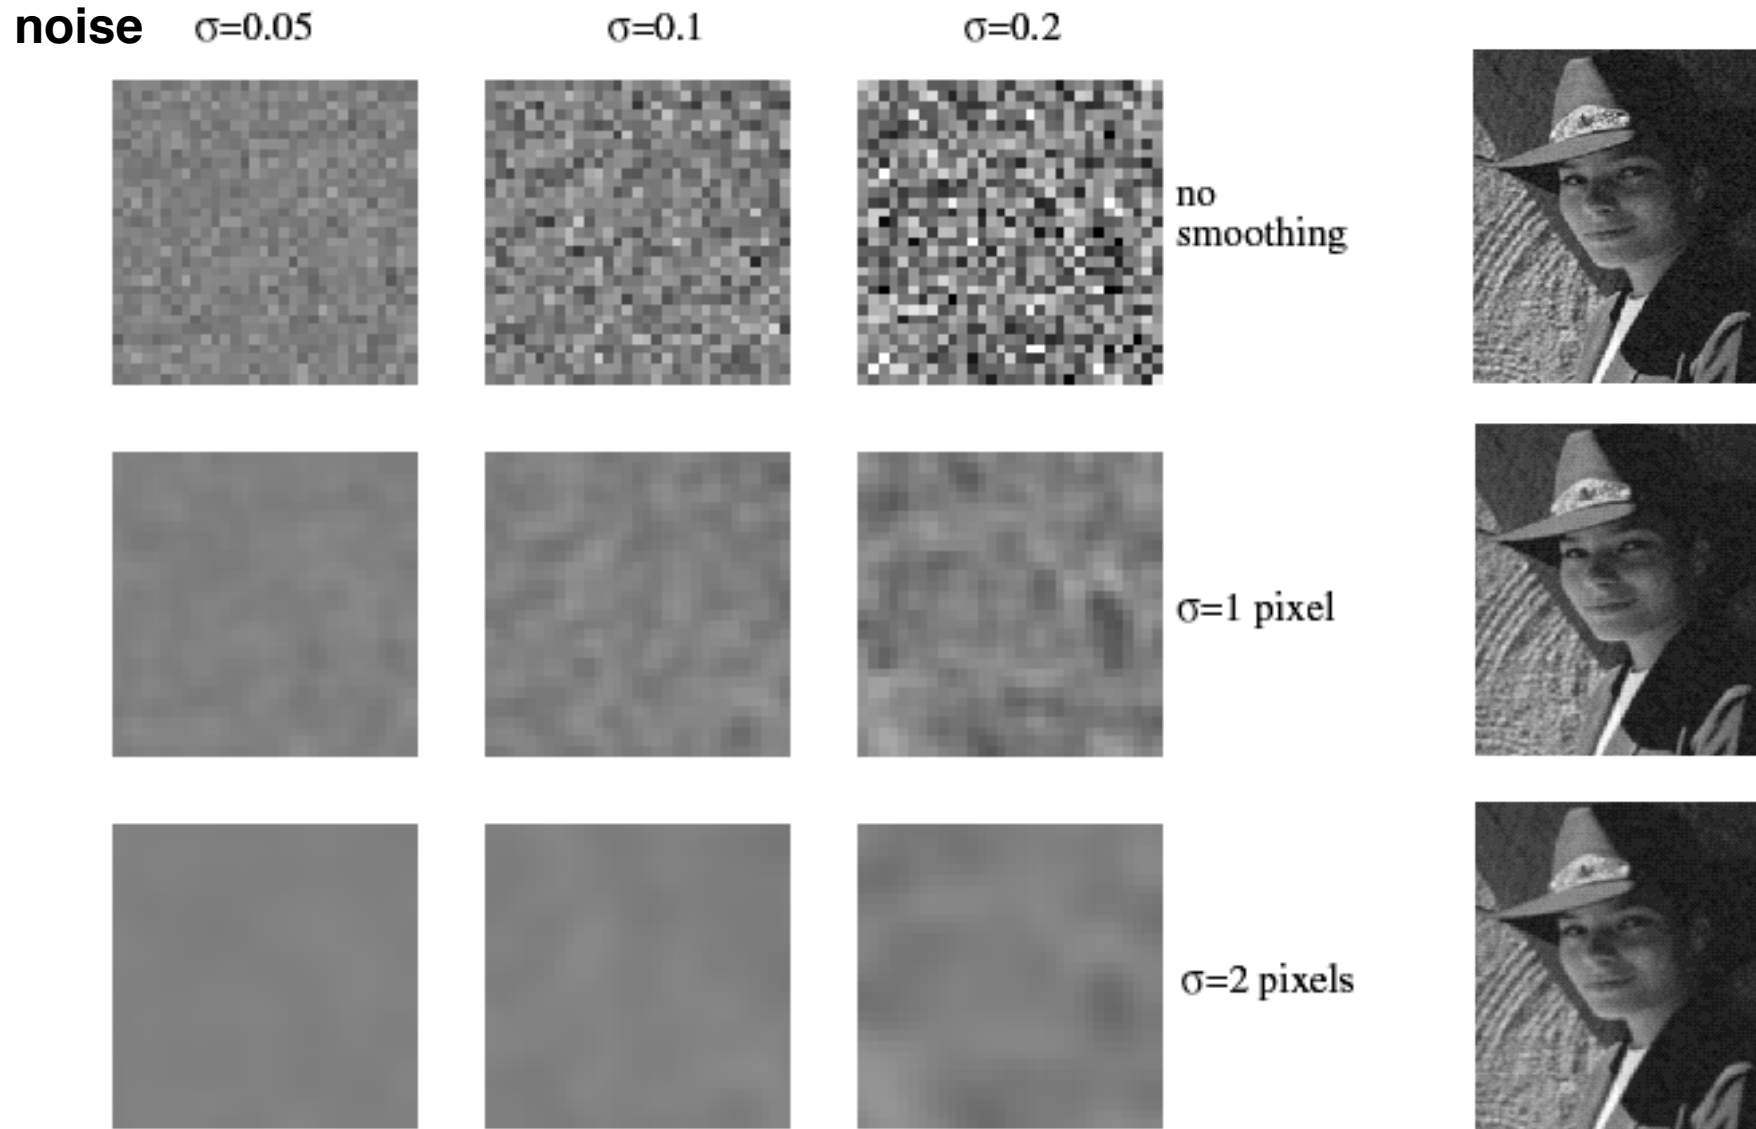 noise σ=0.05 σ=0.1 σ=0.2
no
smoothing
σ=1 pixel
σ=2 pixels